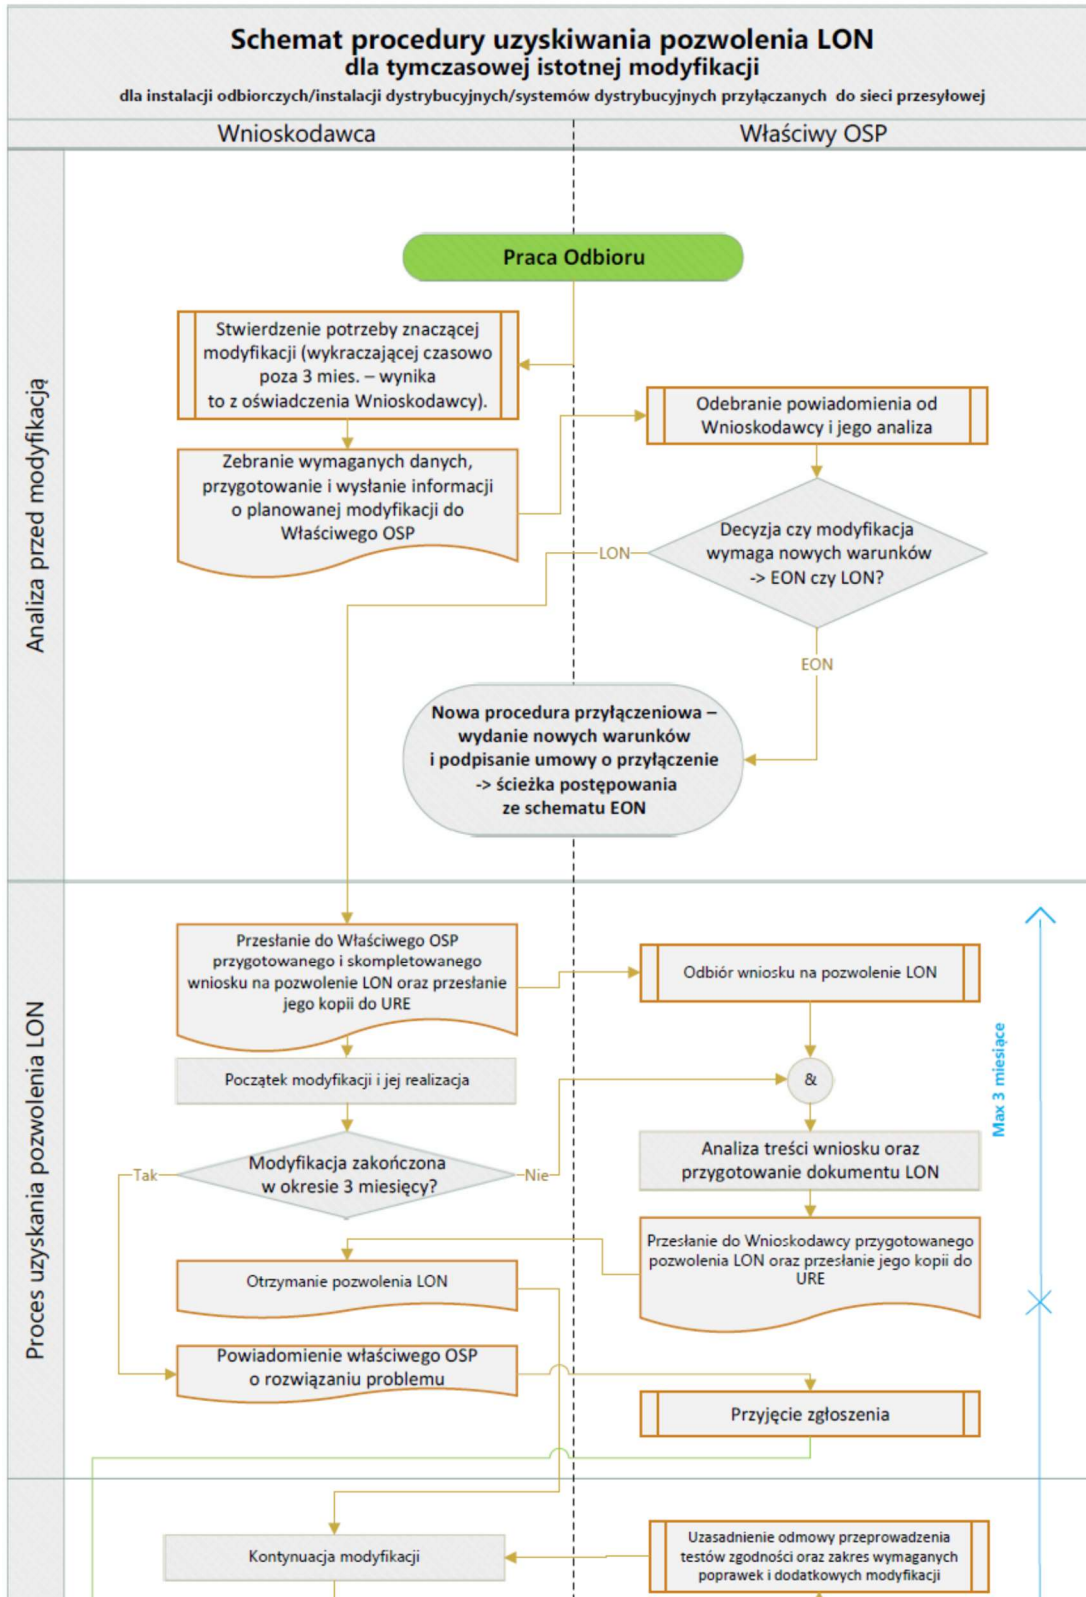 Schemat procedury uzyskiwania pozwolenia LON
dla tymczasowej istotnej modyfikacji
dla instalacji odbiorczych/instalacji dystrybucyjnych/systemów dystrybucyjnych przyłączanych do sieci przesyłowej
Wnioskodawca
Właściwy OSP
Analiza przed modyfikacją
Praca Odbioru
Stwierdzenie potrzeby znaczącej
modyfikacji (wykraczającej czasowo
poza 3 mies. – wynika
to z oświadczenia Wnioskodawcy).
Odebranie powiadomienia od
Wnioskodawcy i jego analiza
Zebranie wymaganych danych,
przygotowanie i wysłanie informacji
o planowanej modyfikacji do
Właściwego OSP
Decyzja czy modyfikacja
wymaga nowych warunków
-> EON czy LON?
LON
EON
Nowa procedura przyłączeniowa –
wydanie nowych warunków
i podpisanie umowy o przyłączenie
-> ścieżka postępowania
ze schematu EON
Proces uzyskania pozwolenia LON
Przesłanie do Właściwego OSP
przygotowanego i skompletowanego
wniosku na pozwolenie LON oraz przesłanie
jego kopii do URE
Odbiór wniosku na pozwolenie LON
Max 3 miesiące
Początek modyfikacji i jej realizacja
&
Modyfikacja zakończona
w okresie 3 miesięcy?
Tak
Nie
Analiza treści wniosku oraz
przygotowanie dokumentu LON
Przesłanie do Wnioskodawcy przygotowanego
pozwolenia LON oraz przesłanie jego kopii do
URE
Otrzymanie pozwolenia LON
Powiadomienie właściwego OSP
o rozwiązaniu problemu
Przyjęcie zgłoszenia
Kontynuacja modyfikacji
Uzasadnienie odmowy przeprowadzenia
testów zgodności oraz zakres wymaganych
poprawek i dodatkowych modyfikacji